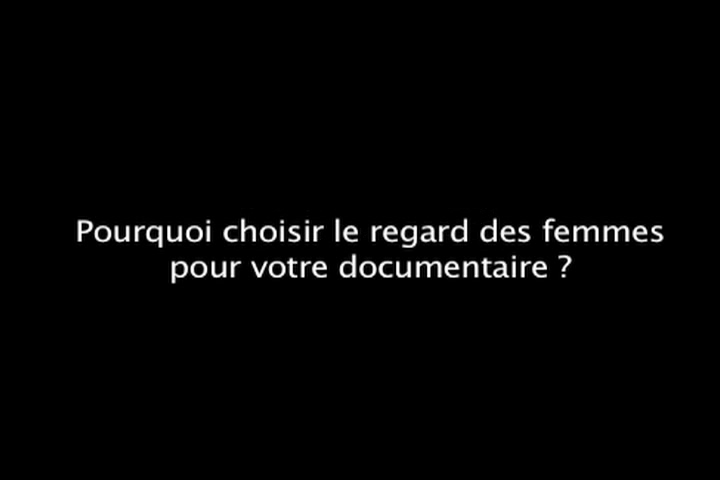 Pourquoi choisir le regard des femmes
pour votre documentaire ?